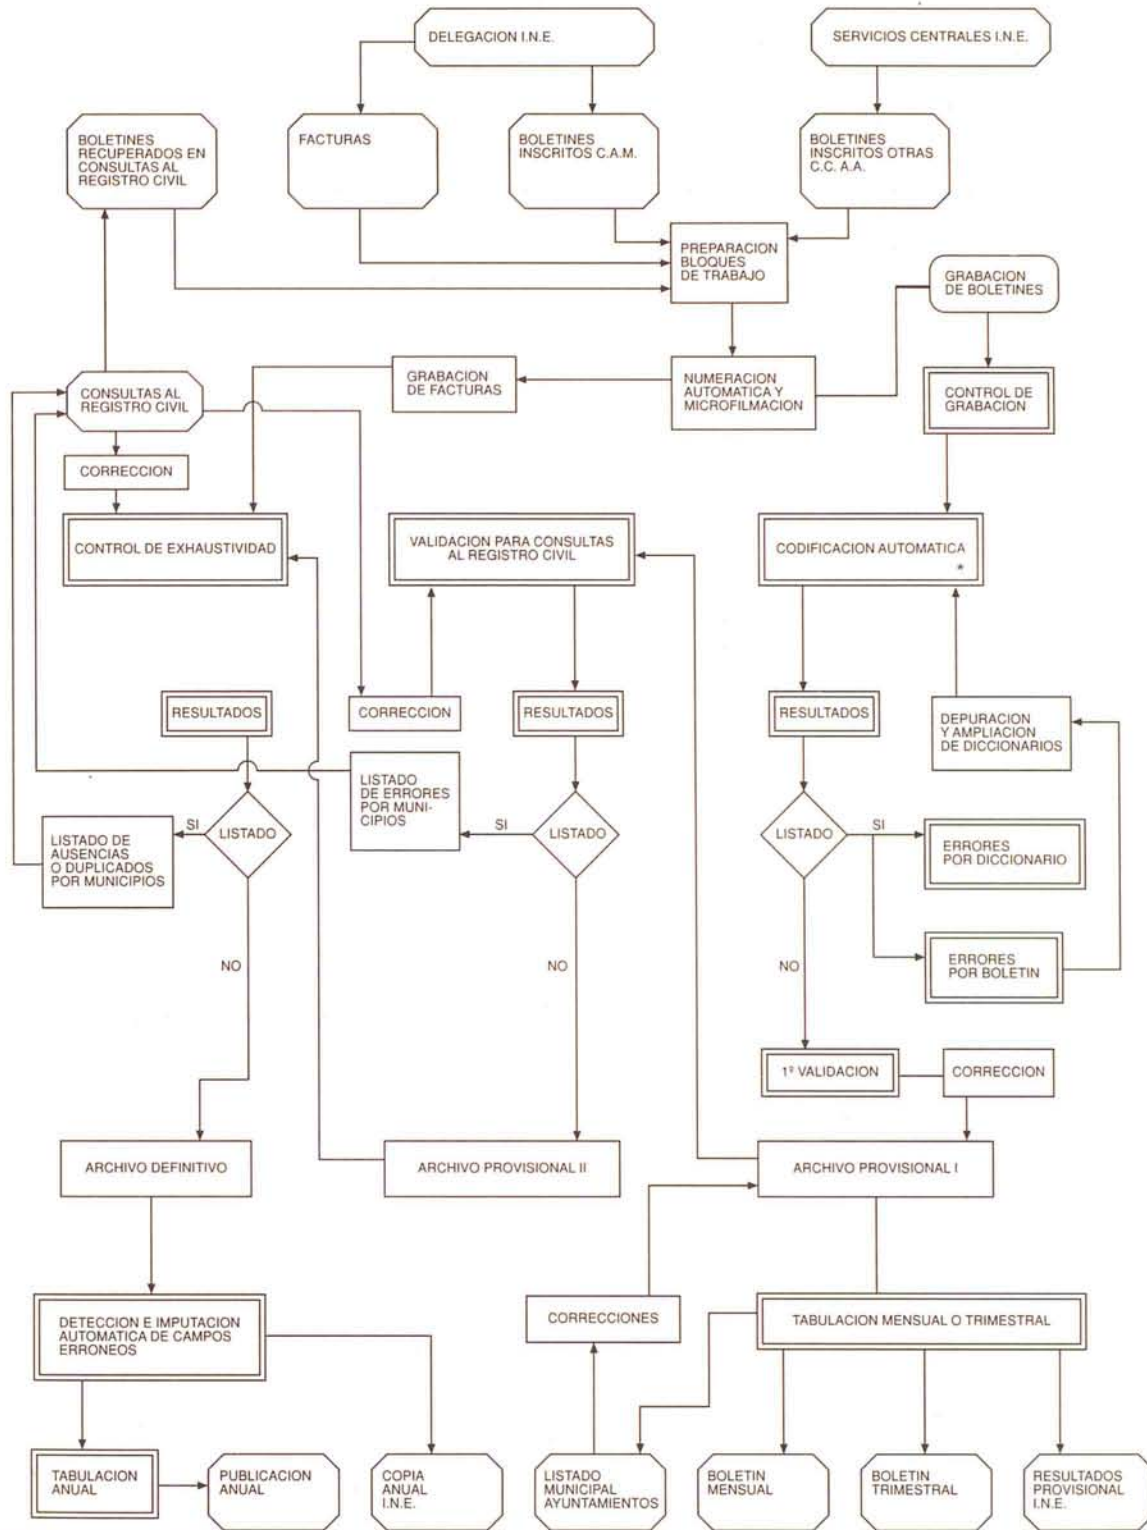 DELEGACION I.N.E.
SERVICIOS CENTRALES I.N.E.
BOLETINES
RECUPERADOS EN
CONSULTAS AL
REGISTRO CIVIL
FACTURAS
BOLETINES
INSCRITOS C.A.M.
BOLETINES
INSCRITOS OTRAS
C.C. A.A.
PREPARACION
BLOQUES
DE TRABAJO
GRABACION
DE BOLETINES
CONSULTAS AL
REGISTRO CIVIL
GRABACION
DE FACTURAS
NUMERACION
AUTOMATICA Y
MICROFILMACION
CONTROL DE
GRABACION
CORRECCION
CONTROL DE EXHAUSTIVIDAD
VALIDACION PARA CONSULTAS
AL REGISTRO CIVIL
CODIFICACION AUTOMATICA
*
RESULTADOS
CORRECCION
RESULTADOS
RESULTADOS
DEPURACION
Y AMPLIACION
DE DICCIONARIOS
LISTADO
DE ERRORES
POR MUNI-
CIPIOS
LISTADO DE
AUSENCIAS
O DUPLICADOS
POR MUNICIPIOS
SI
LISTADO
SI
LISTADO
LISTADO
SI
ERRORES
POR DICCIONARIO
NO
NO
NO
ERRORES
POR BOLETIN
1º VALIDACION
CORRECCION
ARCHIVO DEFINITIVO
ARCHIVO PROVISIONAL II
ARCHIVO PROVISIONAL I
DETECCION E IMPUTACION
AUTOMATICA DE CAMPOS
ERRONEOS
CORRECCIONES
TABULACION MENSUAL O TRIMESTRAL
TABULACION
ANUAL
PUBLICACION
ANUAL
COPIA
ANUAL
I.N.E.
LISTADO
MUNICIPAL
AYUNTAMIENTOS
BOLETIN
MENSUAL
BOLETIN
TRIMESTRAL
RESULTADOS
PROVISIONAL
I.N.E.